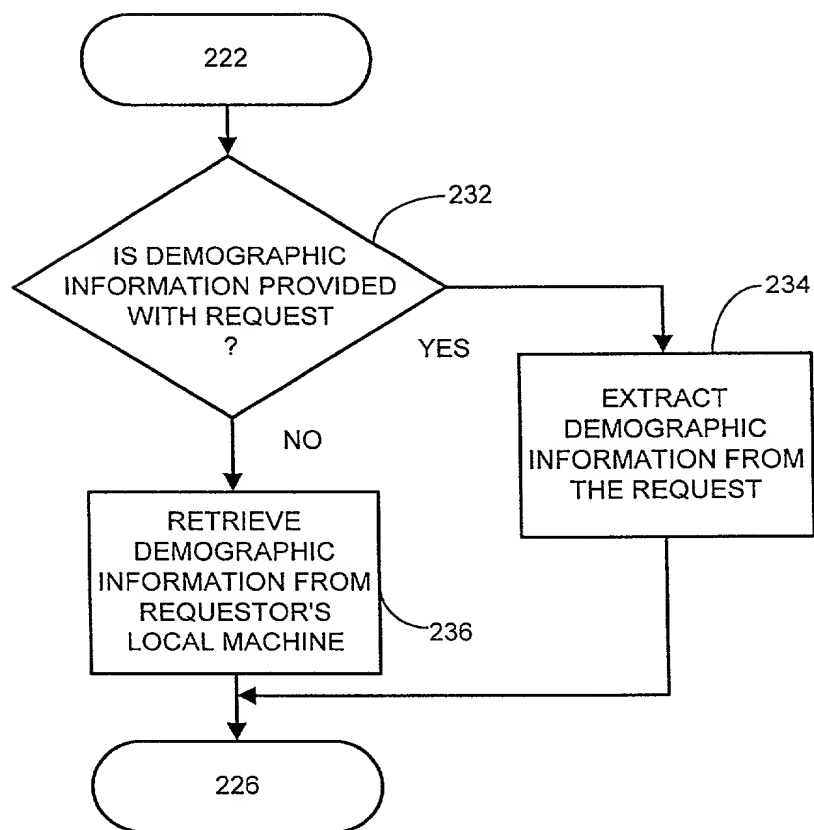 222
232
IS DEMOGRAPHIC
INFORMATION PROVIDED
WITH REQUEST
?
YES
NO
234
EXTRACT
DEMOGRAPHIC
INFORMATION FROM
THE REQUEST
RETRIEVE
DEMOGRAPHIC
INFORMATION FROM
REQUESTOR'S
LOCAL MACHINE
236
226